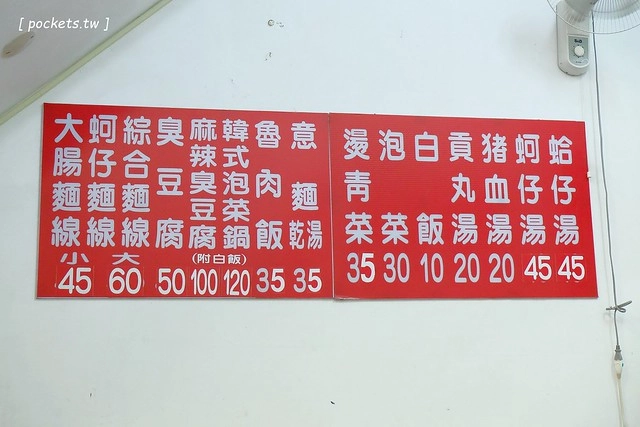 [ pockets.tw ]
大腸麵線
蚵仔麵線
綜合麵線
小 45
大 60
臭豆腐 50
麻辣臭豆腐 100
韓式泡菜鍋 120
(附白飯)
魯肉飯 35
意麵 乾湯 35
燙青菜 35
泡菜 30
白飯 10
貢丸湯 20
猪血湯 20
蚵仔湯 45
蛤仔湯 45